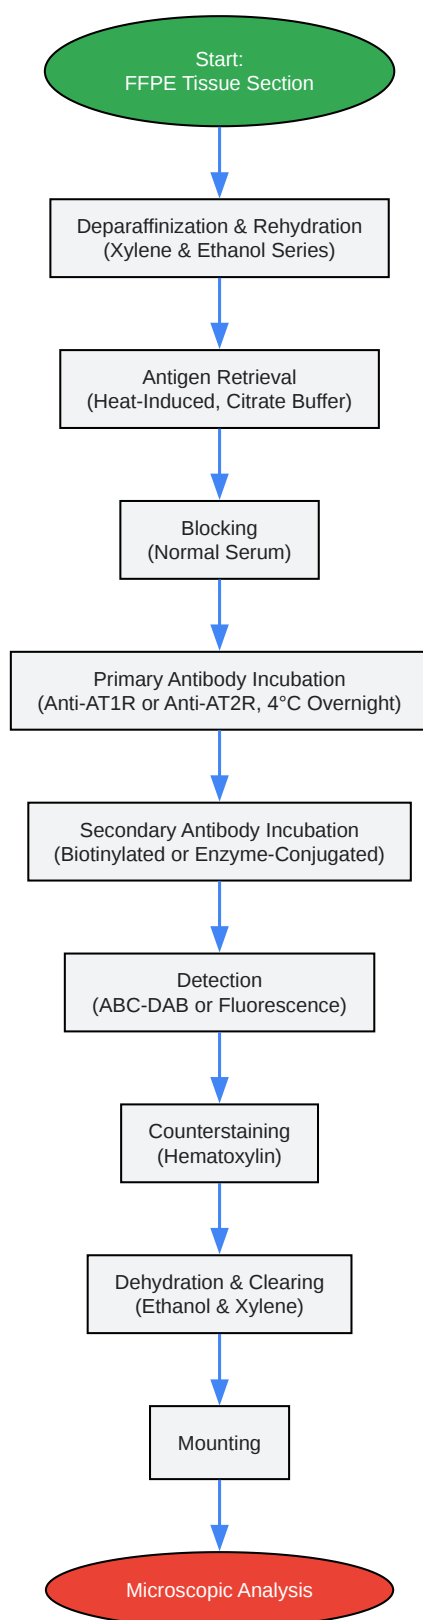 Start:
FFPE Tissue Section
Deparaffinization & Rehydration
(Xylene & Ethanol Series)
Antigen Retrieval
(Heat-Induced, Citrate Buffer)
Blocking
(Normal Serum)
Primary Antibody Incubation
(Anti-AT1R or Anti-AT2R, 4°C Overnight)
Secondary Antibody Incubation
(Biotinylated or Enzyme-Conjugated)
Detection
(ABC-DAB or Fluorescence)
Counterstaining
(Hematoxylin)
Dehydration & Clearing
(Ethanol & Xylene)
Mounting
Microscopic Analysis